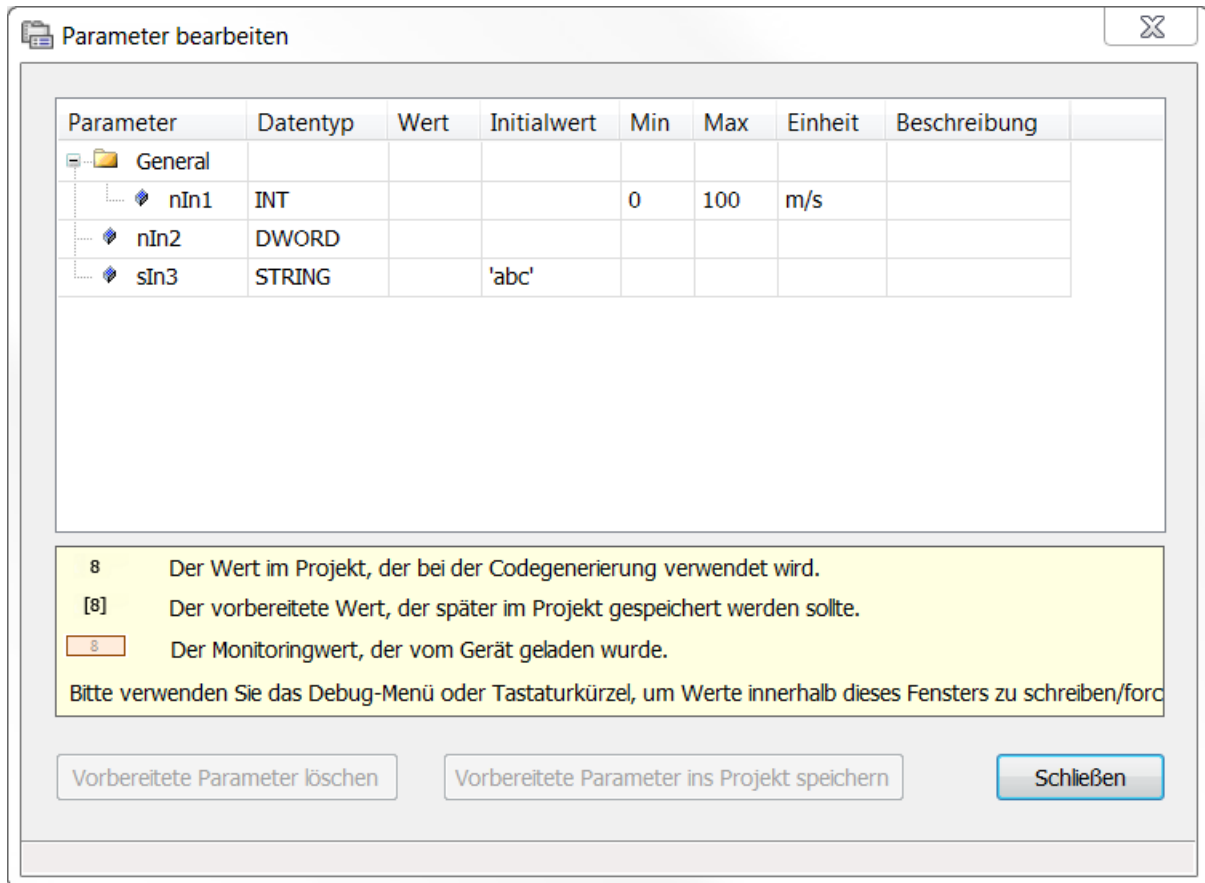 Parameter bearbeiten
Parameter Datentyp Wert Initialwert Min Max Einheit Beschreibung
General
nIn1 INT 0 100 m/s
nIn2 DWORD
sIn3 STRING 'abc'
8 Der Wert im Projekt, der bei der Codegenerierung verwendet wird.
[8] Der vorbereitete Wert, der später im Projekt gespeichert werden sollte.
8 Der Monitoringwert, der vom Gerät geladen wurde.
Bitte verwenden Sie das Debug-Menü oder Tastaturkürzel, um Werte innerhalb dieses Fensters zu schreiben/forc
Vorbereitete Parameter löschen Vorbereitete Parameter ins Projekt speichern Schließen